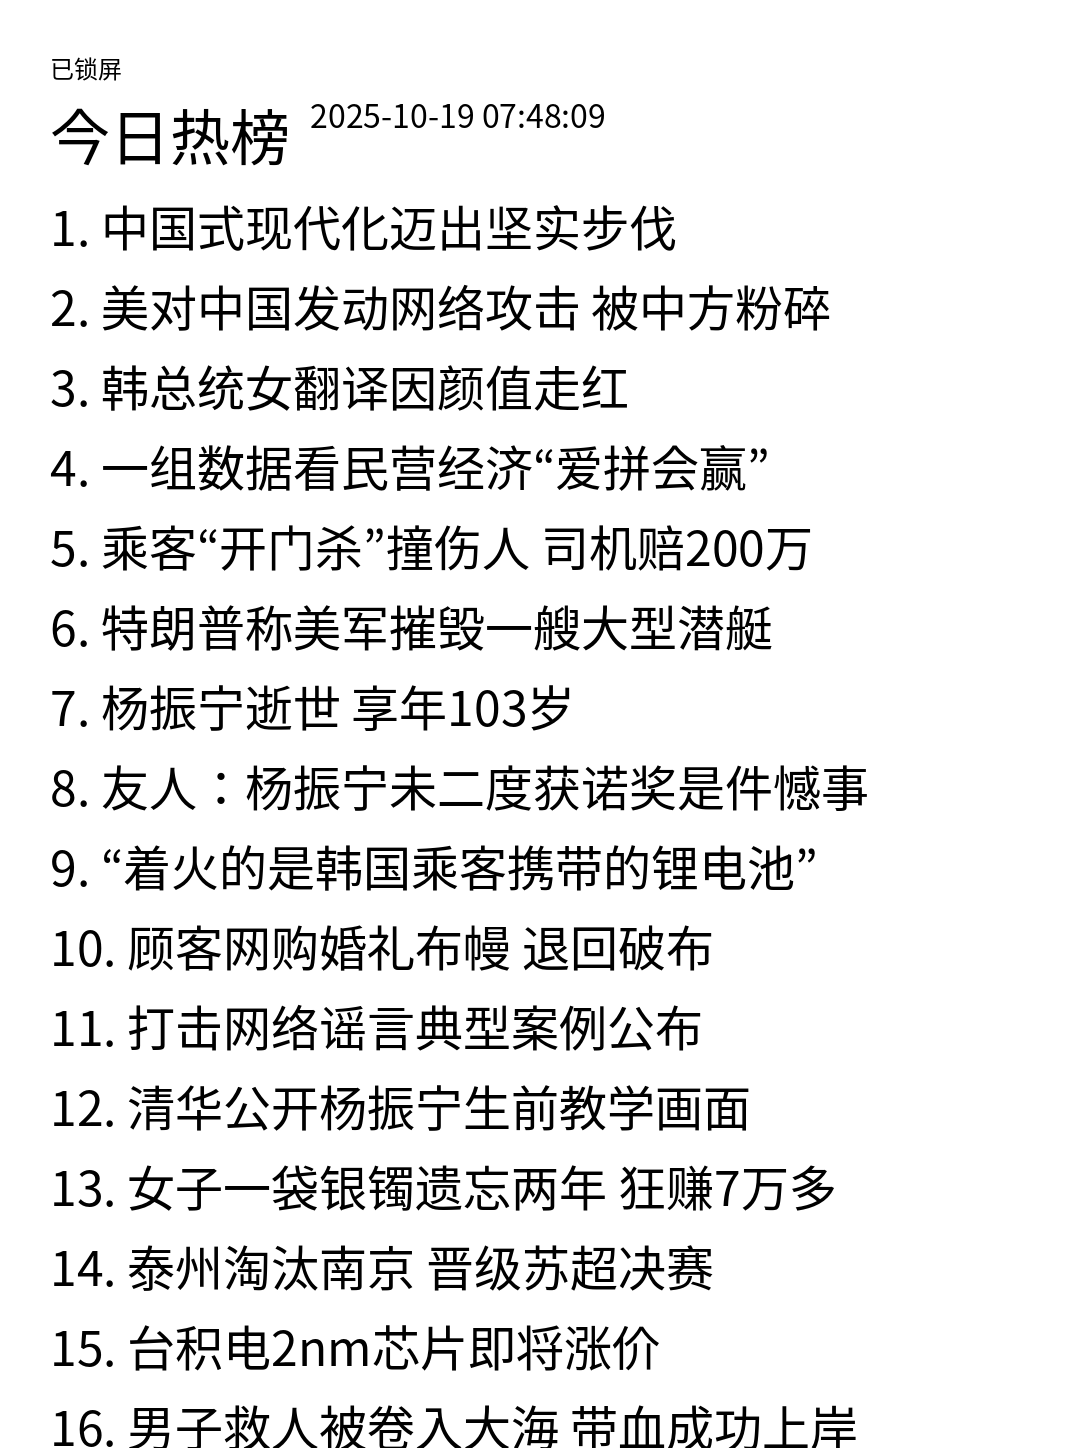 已锁屏
今日热榜 2025-10-19 07:48:09
1. 中国式现代化迈出坚实步伐
2. 美对中国发动网络攻击 被中方粉碎
3. 韩总统女翻译因颜值走红
4. 一组数据看民营经济“爱拼会赢”
5. 乘客“开门杀”撞伤人 司机赔200万
6. 特朗普称美军摧毁一艘大型潜艇
7. 杨振宁逝世 享年103岁
8. 友人：杨振宁未二度获诺奖是件憾事
9. “着火的是韩国乘客携带的锂电池”
10. 顾客网购婚礼布幔 退回破布
11. 打击网络谣言典型案例公布
12. 清华公开杨振宁生前教学画面
13. 女子一袋银镯遗忘两年 狂赚7万多
14. 泰州淘汰南京 晋级苏超决赛
15. 台积电2nm芯片即将涨价
16. 男子救人被卷入大海 带血成功上岸